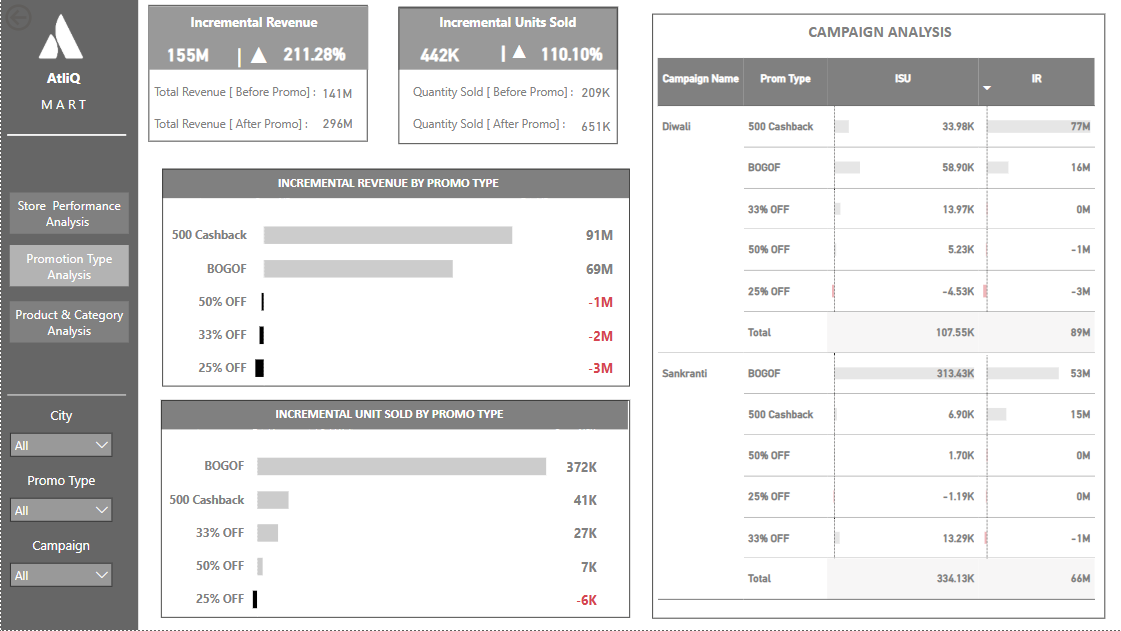 AtliQ
MART
Store Performance
Analysis
Promotion Type
Analysis
Product & Category
Analysis
City
All
Promo Type
All
Campaign
All
Incremental Revenue
155M | ▲ 211.28%
Total Revenue [ Before Promo] : 141M
Total Revenue [ After Promo] : 296M
Incremental Units Sold
442K | ▲ 110.10%
Quantity Sold [ Before Promo] : 209K
Quantity Sold [ After Promo] : 651K
INCREMENTAL REVENUE BY PROMO TYPE
500 Cashback 91M
BOGOF 69M
50% OFF -1M
33% OFF -2M
25% OFF -3M
INCREMENTAL UNIT SOLD BY PROMO TYPE
BOGOF 372K
500 Cashback 41K
33% OFF 27K
50% OFF 7K
25% OFF -6K
CAMPAIGN ANALYSIS
Campaign Name Prom Type ISU IR
Diwali 500 Cashback 33.98K 77M
BOGOF 58.90K 16M
33% OFF 13.97K 0M
50% OFF 5.23K -1M
25% OFF -4.53K -3M
Total 107.55K 89M
Sankranti BOGOF 313.43K 53M
500 Cashback 6.90K 15M
50% OFF 1.70K 0M
25% OFF -1.19K 0M
33% OFF 13.29K -1M
Total 334.13K 66M